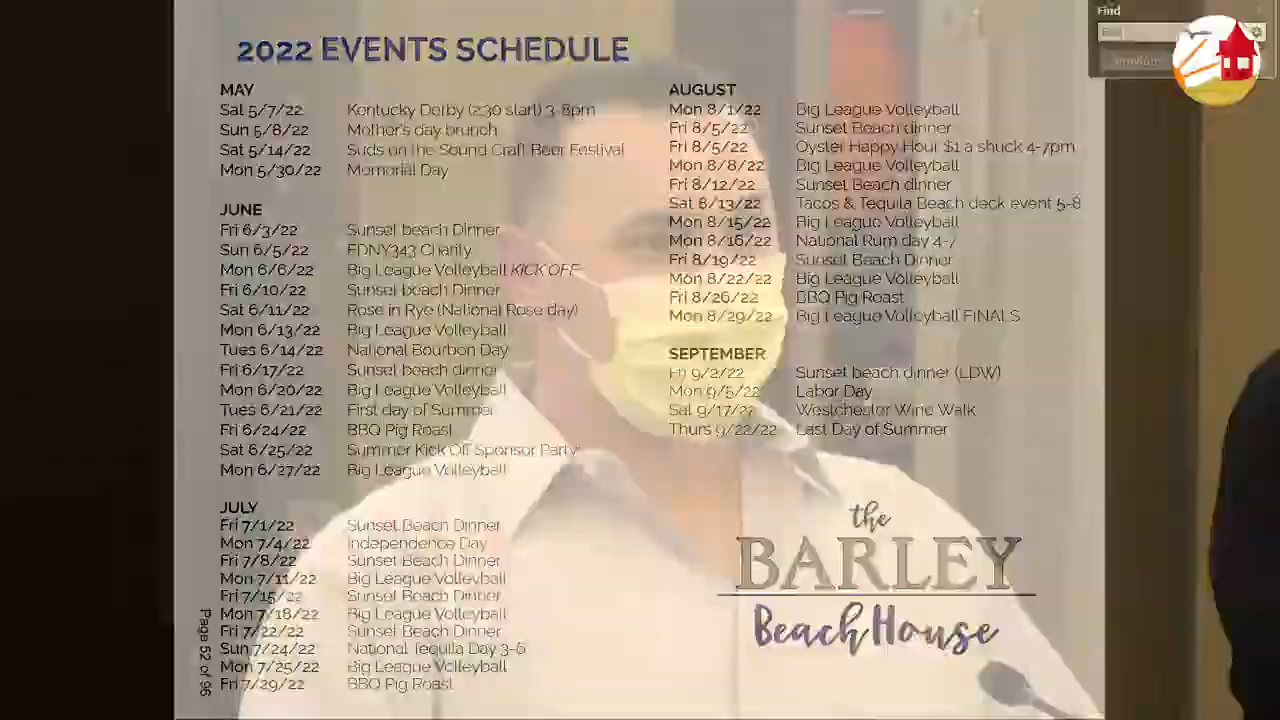 2022 EVENTS SCHEDULE
MAY
Sat 5/7/22 Kentucky Derby (2:30 start) 3-8pm
Sun 5/8/22 Mother's day brunch
Sat 5/14/22 Suds on the Sound Craft Beer Festival
Mon 5/30/22 Memorial Day
JUNE
Fri 6/3/22 Sunset beach Dinner
Sun 6/5/22 FDNY343 Charity
Mon 6/6/22 Big League Volleyball KICK OFF
Fri 6/10/22 Sunset beach Dinner
Sat 6/11/22 Rose in Rye (National Rose day)
Mon 6/13/22 Big League Volleyball
Tues 6/14/22 National Bourbon Day
Fri 6/17/22 Sunset beach dinner
Mon 6/20/22 Big League Volleyball
Tues 6/21/22 First day of Summer
Fri 6/24/22 BBQ Pig Roast
Sat 6/25/22 Summer Kick Off Sponsor Party
Mon 6/27/22 Big League Volleyball
JULY
Fri 7/1/22 Sunset Beach Dinner
Mon 7/4/22 Independence Day
Fri 7/8/22 Sunset Beach Dinner
Mon 7/11/22 Big League Volleyball
Fri 7/15/22 Sunset Beach Dinner
Mon 7/18/22 Big League Volleyball
Fri 7/22/22 Sunset Beach Dinner
Sun 7/24/22 National Tequila Day 3-6
Mon 7/25/22 Big League Volleyball
Fri 7/29/22 BBQ Pig Roast
AUGUST
Mon 8/1/22 Big League Volleyball
Fri 8/5/22 Sunset Beach dinner
Fri 8/5/22 Oyster Happy Hour $1 a shuck 4-7pm
Mon 8/8/22 Big League Volleyball
Fri 8/12/22 Sunset Beach dinner
Sat 8/13/22 Tacos & Tequila Beach deck event 5-8
Mon 8/15/22 Big League Volleyball
Mon 8/16/22 National Rum day 4-7
Fri 8/19/22 Sunset Beach Dinner
Mon 8/22/22 Big League Volleyball
Fri 8/26/22 BBQ Pig Roast
Mon 8/29/22 Big League Volleyball FINALS
SEPTEMBER
Fri 9/2/22 Sunset beach dinner (LDW)
Mon 9/5/22 Labor Day
Sat 9/17/22 Westchester Wine Walk
Thurs 9/22/22 Last Day of Summer
the
BARLEY
Beach House
Page 52 of 96
Find